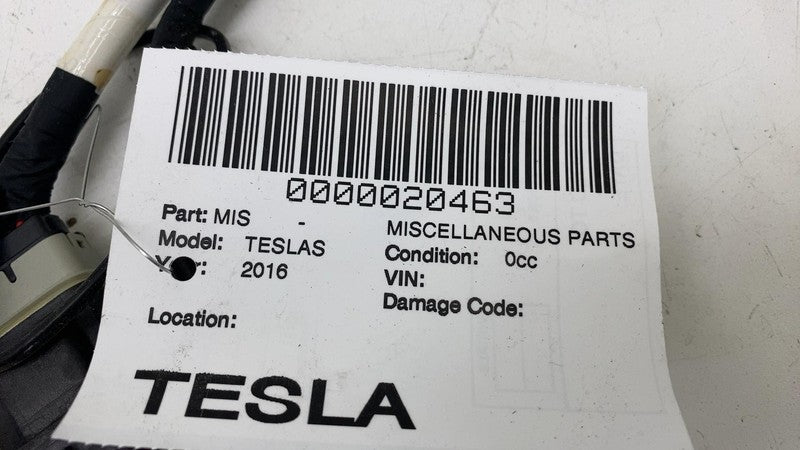 0000020463
Part: MIS - MISCELLANEOUS PARTS
Model: TESLAS Condition: 0cc
2016 VIN:
Damage Code:
Location:
TESLA